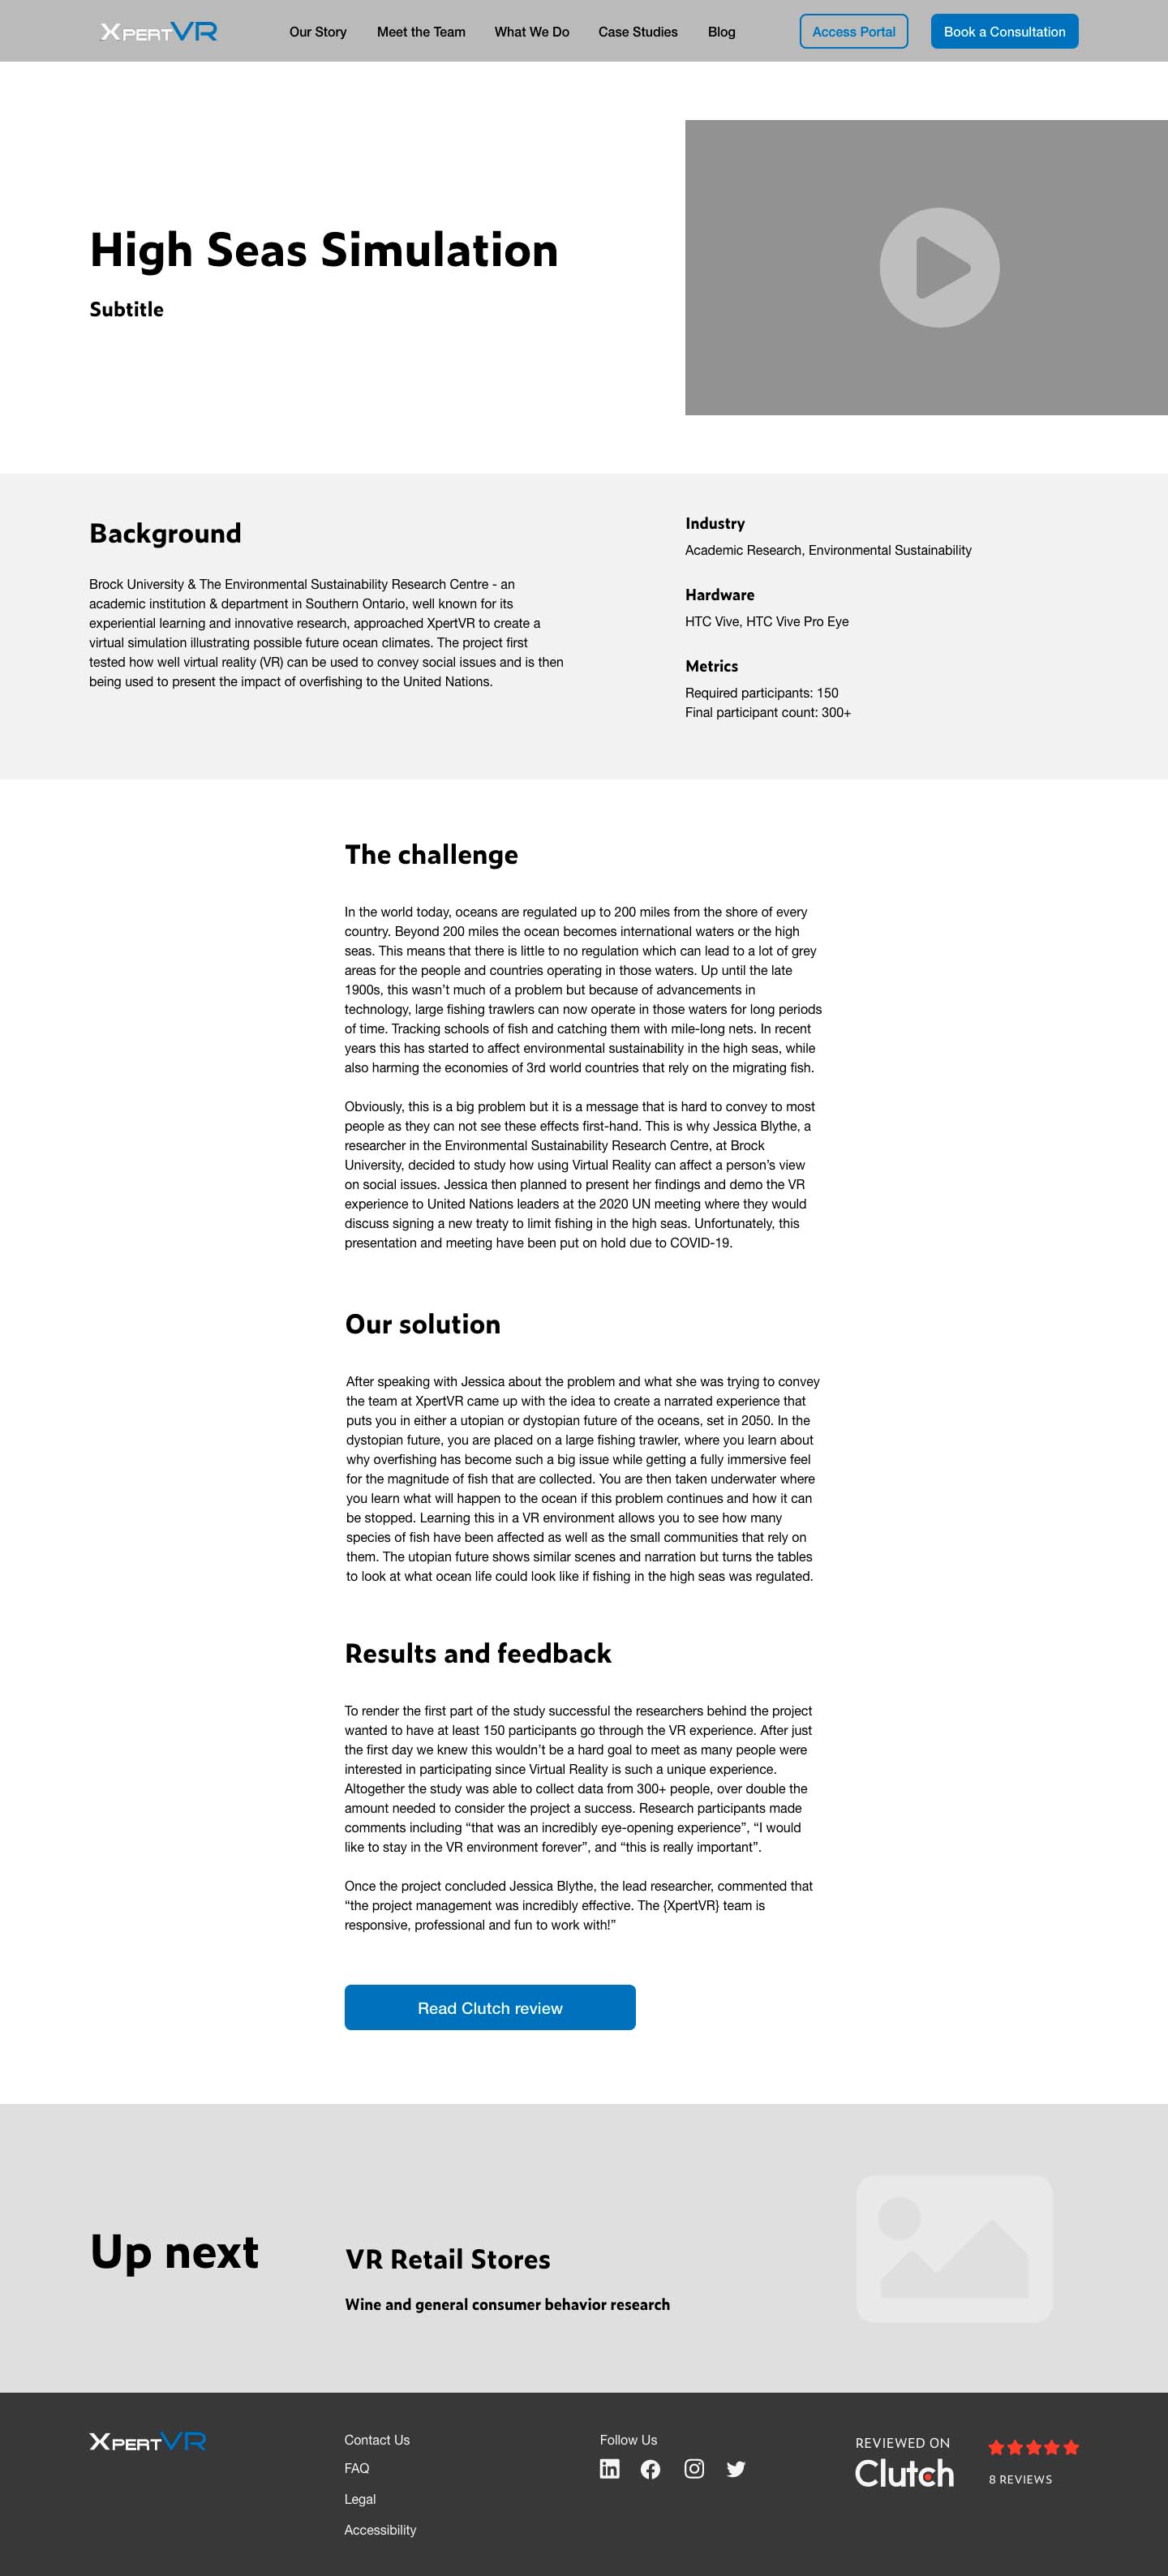 XPERTVR
Our Story
Meet the Team
What We Do
Case Studies
Blog
Access Portal
Book a Consultation
High Seas Simulation
Subtitle
Background
Brock University & The Environmental Sustainability Research Centre - an
academic institution & department in Southern Ontario, well known for its
experiential learning and innovative research, approached XpertVR to create a
virtual simulation illustrating possible future ocean climates. The project first
tested how well virtual reality (VR) can be used to convey social issues and is then
being used to present the impact of overfishing to the United Nations.
Industry
Academic Research, Environmental Sustainability
Hardware
HTC Vive, HTC Vive Pro Eye
Metrics
Required participants: 150
Final participant count: 300+
The challenge
In the world today, oceans are regulated up to 200 miles from the shore of every
country. Beyond 200 miles the ocean becomes international waters or the high
seas. This means that there is little to no regulation which can lead to a lot of grey
areas for the people and countries operating in those waters. Up until the late
1900s, this wasn’t much of a problem but because of advancements in
technology, large fishing trawlers can now operate in those waters for long periods
of time. Tracking schools of fish and catching them with mile-long nets. In recent
years this has started to affect environmental sustainability in the high seas, while
also harming the economies of 3rd world countries that rely on the migrating fish.
Obviously, this is a big problem but it is a message that is hard to convey to most
people as they can not see these effects first-hand. This is why Jessica Blythe, a
researcher in the Environmental Sustainability Research Centre, at Brock
University, decided to study how using Virtual Reality can affect a person’s view
on social issues. Jessica then planned to present her findings and demo the VR
experience to United Nations leaders at the 2020 UN meeting where they would
discuss signing a new treaty to limit fishing in the high seas. Unfortunately, this
presentation and meeting have been put on hold due to COVID-19.
Our solution
After speaking with Jessica about the problem and what she was trying to convey
the team at XpertVR came up with the idea to create a narrated experience that
puts you in either a utopian or dystopian future of the oceans, set in 2050. In the
dystopian future, you are placed on a large fishing trawler, where you learn about
why overfishing has become such a big issue while getting a fully immersive feel
for the magnitude of fish that are collected. You are then taken underwater where
you learn what will happen to the ocean if this problem continues and how it can
be stopped. Learning this in a VR environment allows you to see how many
species of fish have been affected as well as the small communities that rely on
them. The utopian future shows similar scenes and narration but turns the tables
to look at what ocean life could look like if fishing in the high seas was regulated.
Results and feedback
To render the first part of the study successful the researchers behind the project
wanted to have at least 150 participants go through the VR experience. After just
the first day we knew this wouldn’t be a hard goal to meet as many people were
interested in participating since Virtual Reality is such a unique experience.
Altogether the study was able to collect data from 300+ people, over double the
amount needed to consider the project a success. Research participants made
comments including “that was an incredibly eye-opening experience”, “I would
like to stay in the VR environment forever”, and “this is really important”.
Once the project concluded Jessica Blythe, the lead researcher, commented that
“the project management was incredibly effective. The {XpertVR} team is
responsive, professional and fun to work with!”
Read Clutch review
Up next
VR Retail Stores
Wine and general consumer behavior research
XPERTVR
Contact Us
FAQ
Legal
Accessibility
Follow Us
REVIEWED ON
Clutch
8 REVIEWS